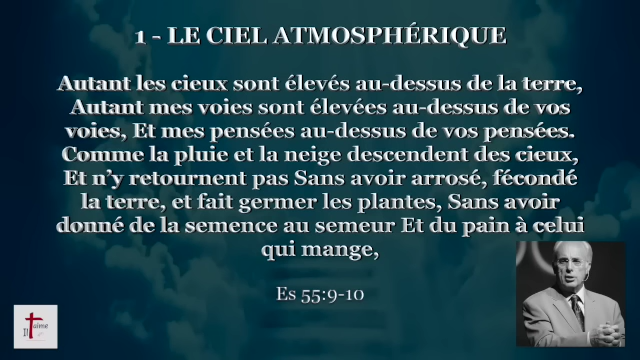 1 - LE CIEL ATMOSPHÉRIQUE
Autant les cieux sont élevés au-dessus de la terre,
Autant mes voies sont élevées au-dessus de vos
voies, Et mes pensées au-dessus de vos pensées.
Comme la pluie et la neige descendent des cieux,
Et n’y retournent pas Sans avoir arrosé, fécondé
la terre, et fait germer les plantes, Sans avoir
donné de la semence au semeur Et du pain à celui
qui mange,
Es 55:9-10
Il t'aime